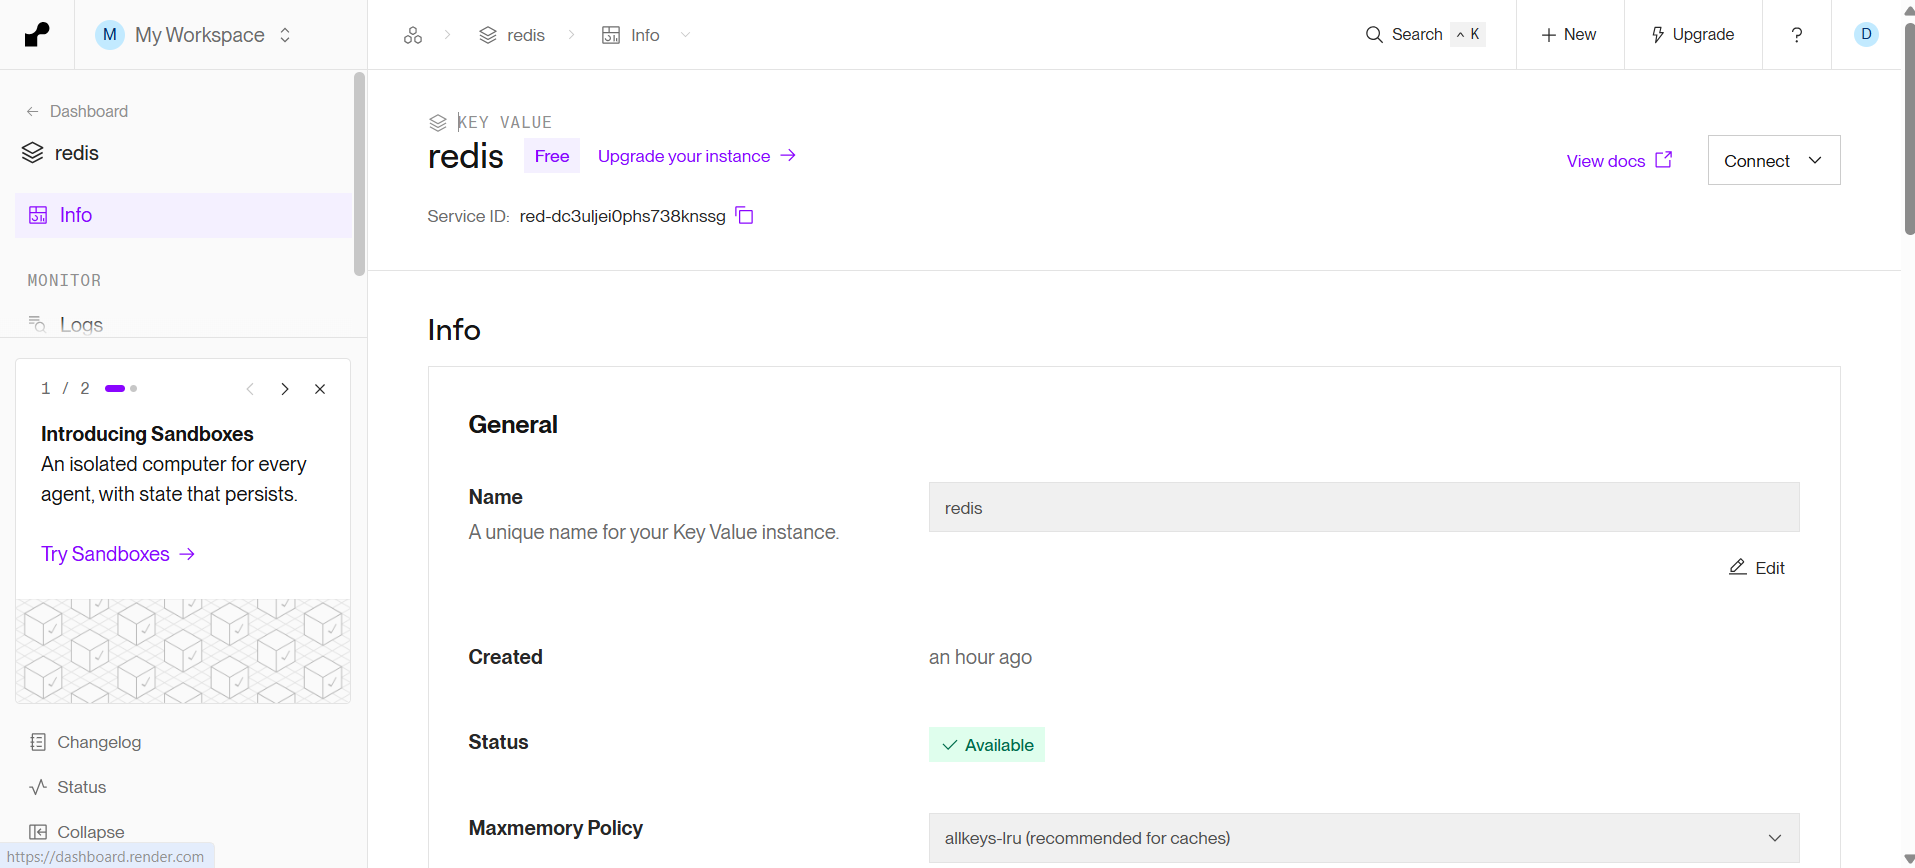 M My Workspace
redis
Info
Search ^ K
New
Upgrade
?
D
Dashboard
redis
Info
MONITOR
Logs
1 / 2
Introducing Sandboxes
An isolated computer for every
agent, with state that persists.
Try Sandboxes
Changelog
Status
Collapse
https://dashboard.render.com
KEY VALUE
redis Free Upgrade your instance
View docs
Connect
Service ID: red-dc3uljei0phs738knssg
Info
General
Name
A unique name for your Key Value instance.
redis
Edit
Created
an hour ago
Status
Available
Maxmemory Policy
allkeys-lru (recommended for caches)